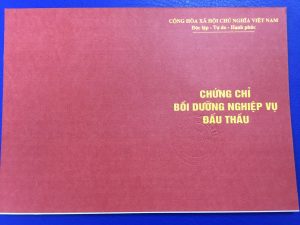 CỘNG HÒA XÃ HỘI CHỦ NGHĨA VIỆT NAM
Độc lập - Tự do - Hạnh phúc
CHỨNG CHỈ
BỒI DƯỠNG NGHIỆP VỤ
ĐẤU THẦU